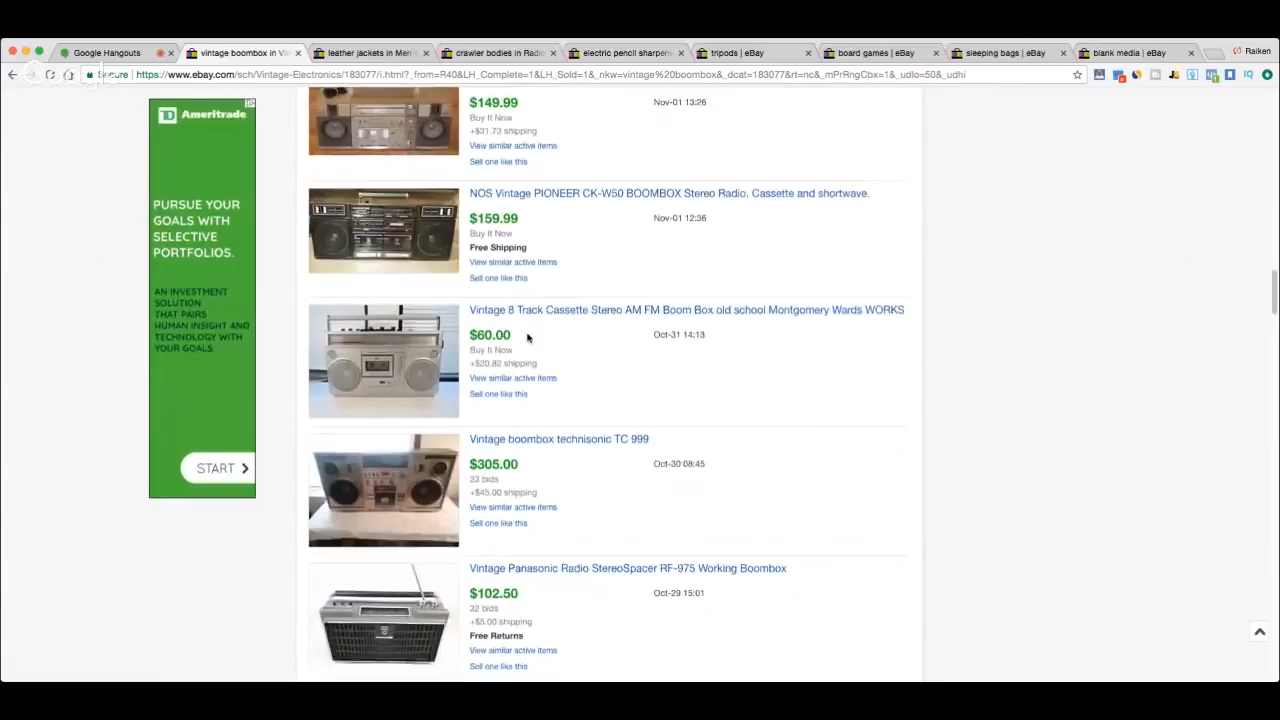 Google Hangouts
vintage boombox in Vin
leather jackets in Men's
crawler bodies in Radio
electric pencil sharpene
tripods | eBay
board games | eBay
sleeping bags | eBay
blank media | eBay
Raiken
Secure | https://www.ebay.com/sch/Vintage-Electronics/183077/i.html?_from=R40&LH_Complete=1&LH_Sold=1&_nkw=vintage%20boombox&_dcat=183077&rt=nc&_mPrRngCbx=1&_udlo=50&_udhi
Ameritrade
PURSUE YOUR
GOALS WITH
SELECTIVE
PORTFOLIOS.
AN INVESTMENT
SOLUTION
THAT PAIRS
HUMAN INSIGHT AND
TECHNOLOGY WITH
YOUR GOALS.
START
$149.99 Nov-01 13:26
Buy It Now
+$31.73 shipping
View similar active items
Sell one like this
NOS Vintage PIONEER CK-W50 BOOMBOX Stereo Radio, Cassette and shortwave.
$159.99 Nov-01 12:36
Buy It Now
Free Shipping
View similar active items
Sell one like this
Vintage 8 Track Cassette Stereo AM FM Boom Box old school Montgomery Wards WORKS
$60.00 Oct-31 14:13
Buy It Now
+$20.82 shipping
View similar active items
Sell one like this
Vintage boombox technisonic TC 999
$305.00 Oct-30 08:45
23 bids
+$45.00 shipping
View similar active items
Sell one like this
Vintage Panasonic Radio StereoSpacer RF-975 Working Boombox
$102.50 Oct-29 15:01
32 bids
+$5.00 shipping
Free Returns
View similar active items
Sell one like this